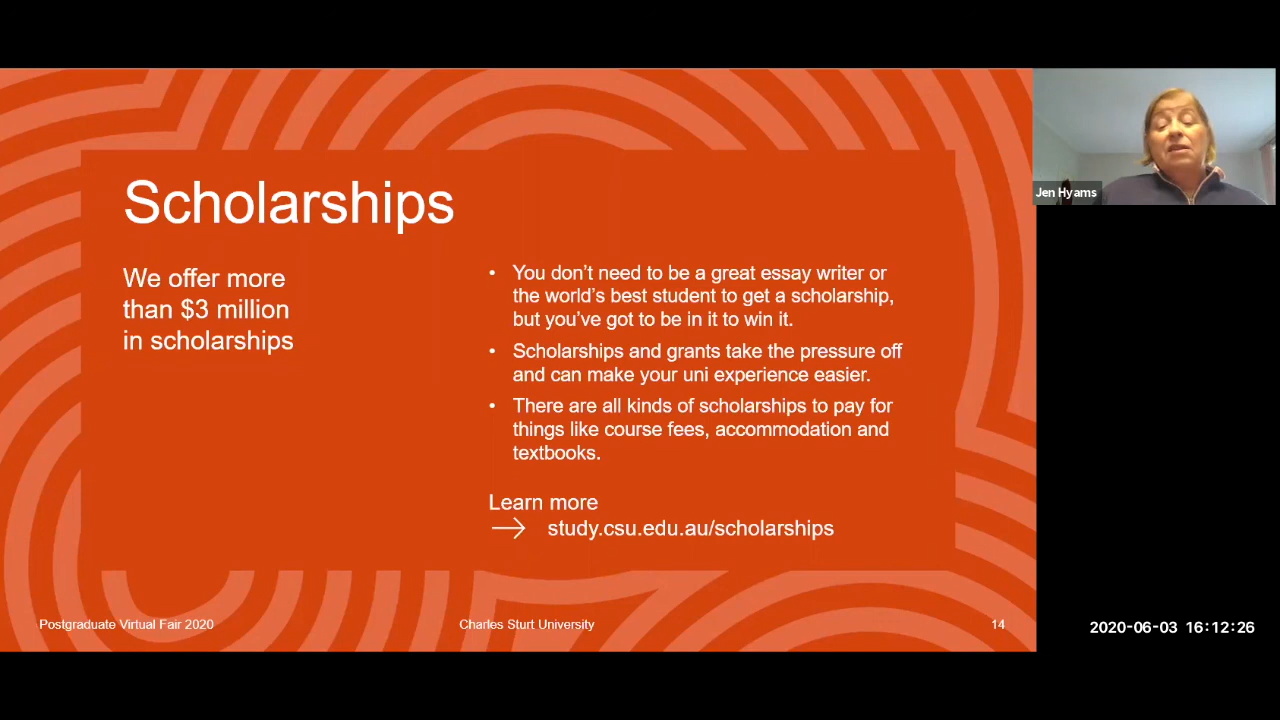 Scholarships
We offer more
than $3 million
in scholarships
• You don’t need to be a great essay writer or
the world’s best student to get a scholarship,
but you’ve got to be in it to win it.
• Scholarships and grants take the pressure off
and can make your uni experience easier.
• There are all kinds of scholarships to pay for
things like course fees, accommodation and
textbooks.
Learn more
→ study.csu.edu.au/scholarships
Postgraduate Virtual Fair 2020
Charles Sturt University
14
Jen Hyams
2020-06-03 16:12:26